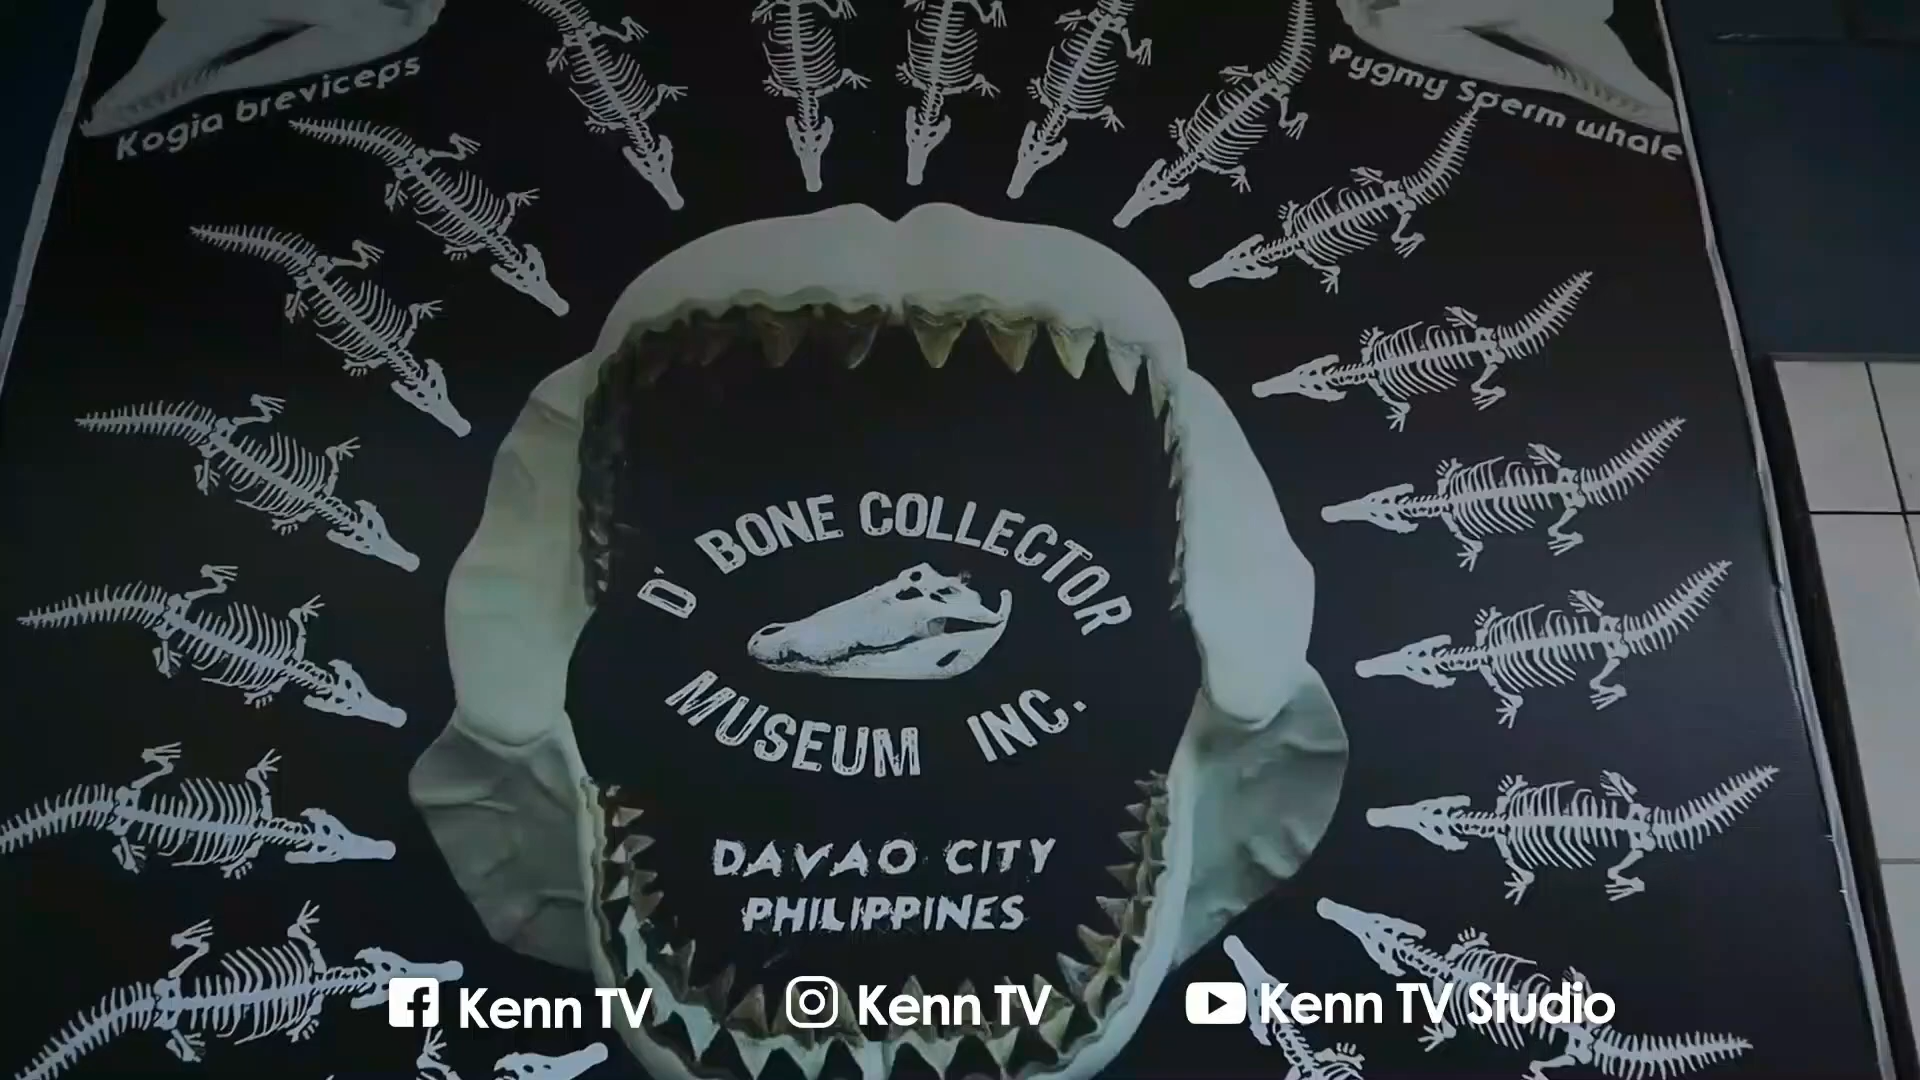 Kogia breviceps
Pygmy Sperm whale
D' BONE COLLECTOR
MUSEUM INC.
DAVAO CITY
PHILIPPINES
Kenn TV
Kenn TV
Kenn TV Studio